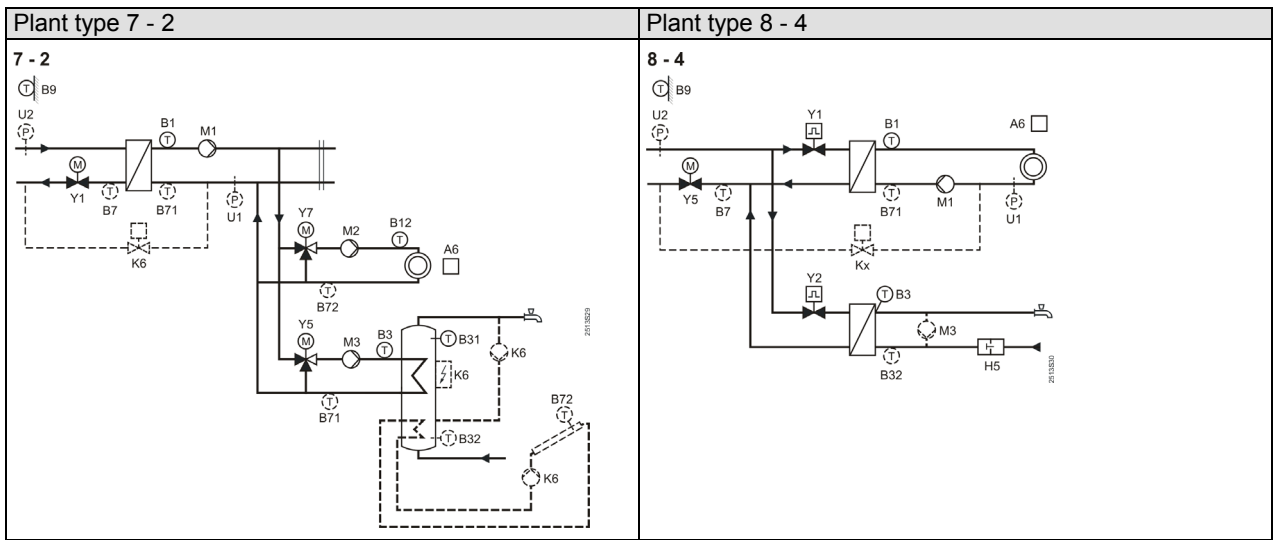 Plant type 7 - 2
Plant type 8 - 4
7 - 2
T B9
U2
P
B1
T
M1
M
Y1
T
B7
T
B71
P
U1
K6
Y7
M
M2
B12
T
A6
T
B72
Y5
M
M3
B3
T
T B31
K6
K6
T
B71
B72
T
T B32
K6
2513S29
8 - 4
T B9
U2
P
Y1
B1
T
A6
M
Y5
T
B7
T
B71
M1
P
U1
Kx
Y2
T B3
M3
T
B32
H5
2513S30